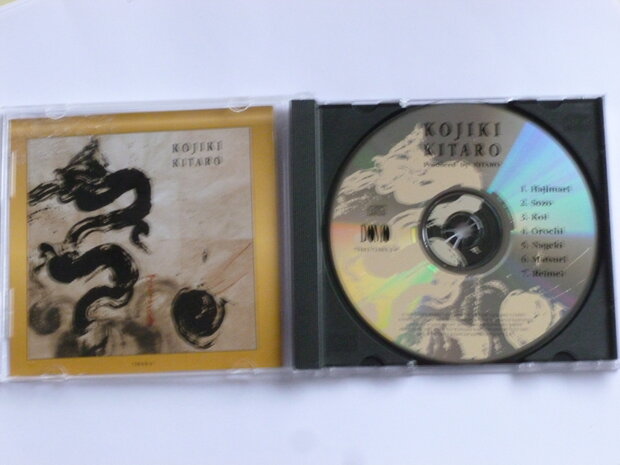 KOJIKI
KITARO
KOJIKI
KITARO
Produced by KITARO
DOMO
1. Hajimari
2. Sozo
3. Koi
4. Orochi
5. Nageki
6. Matsuri
7. Reimei